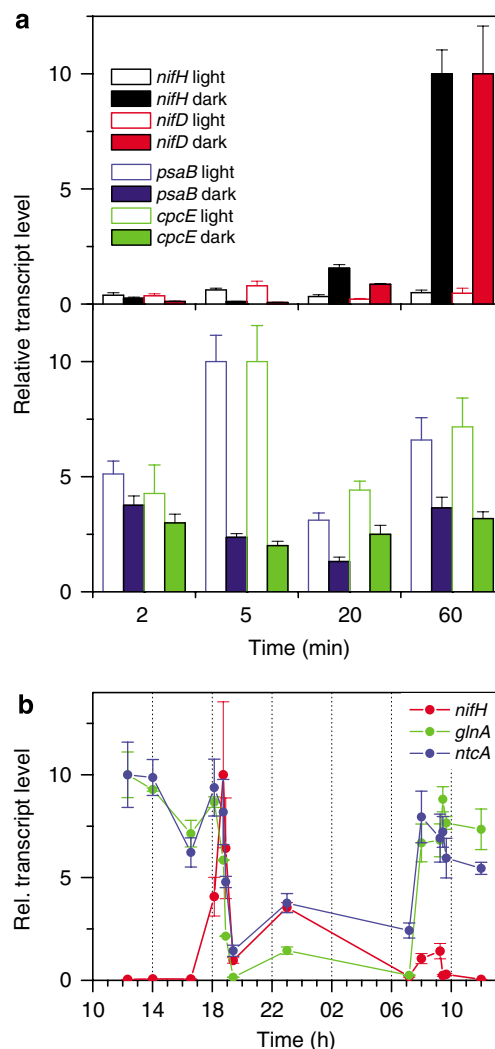 a
10
5
0
nifH light
nifH dark
nifD light
nifD dark
psaB light
psaB dark
cpcE light
cpcE dark
Relative transcript level
10
5
0
2 5 20 60
Time (min)
b
nifH
glnA
ntcA
Rel. transcript level
10
5
0
10 14 18 22 02 06 10
Time (h)